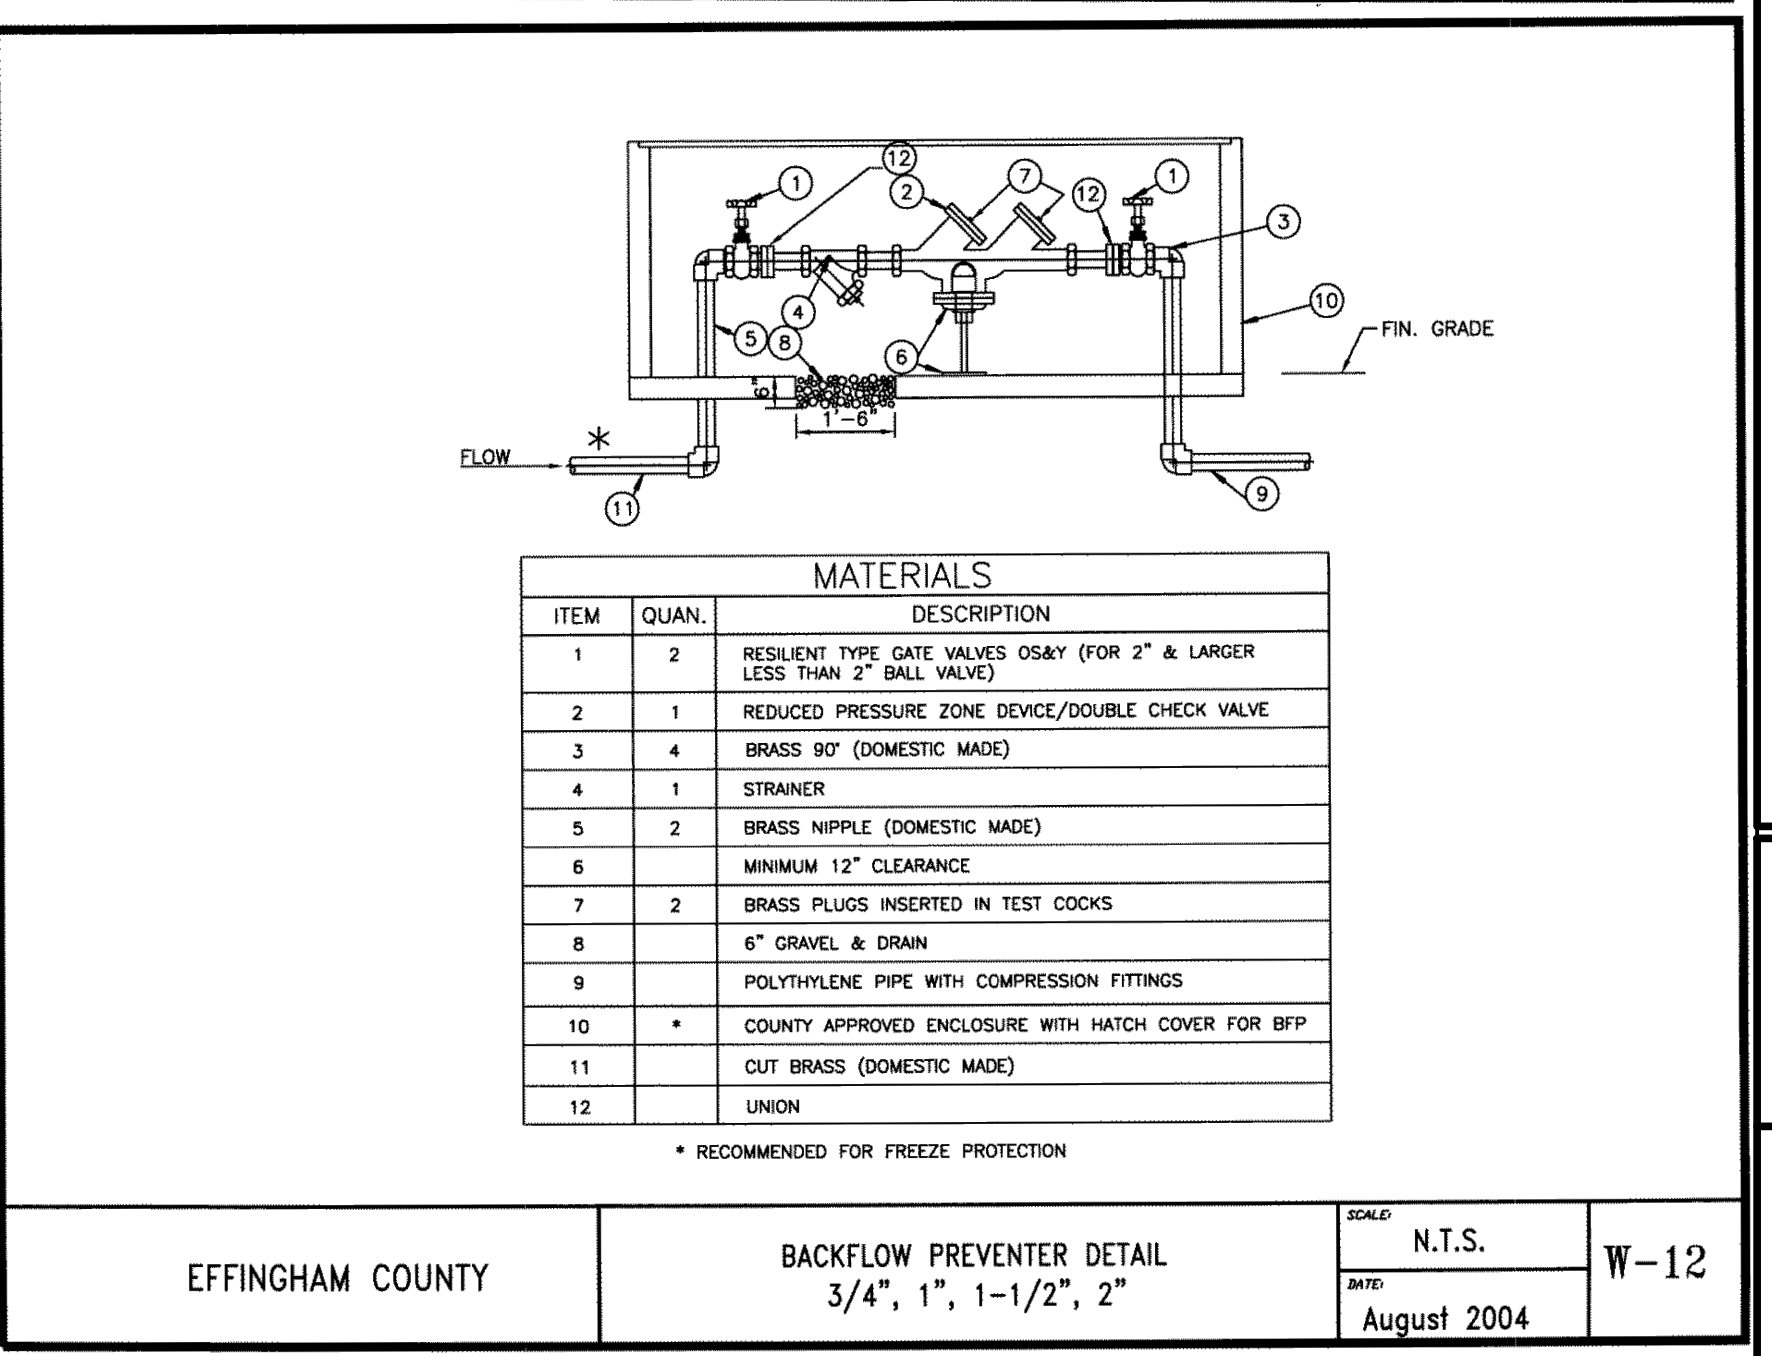 12
1
2
7
12
1
3
10
4
5
8
6
FIN. GRADE
6"
1'-6"
*
FLOW
11
9
MATERIALS
ITEM QUAN. DESCRIPTION
1 2 RESILIENT TYPE GATE VALVES OS&Y (FOR 2" & LARGER
LESS THAN 2" BALL VALVE)
2 1 REDUCED PRESSURE ZONE DEVICE/DOUBLE CHECK VALVE
3 4 BRASS 90° (DOMESTIC MADE)
4 1 STRAINER
5 2 BRASS NIPPLE (DOMESTIC MADE)
6 MINIMUM 12" CLEARANCE
7 2 BRASS PLUGS INSERTED IN TEST COCKS
8 6" GRAVEL & DRAIN
9 POLYTHYLENE PIPE WITH COMPRESSION FITTINGS
10 * COUNTY APPROVED ENCLOSURE WITH HATCH COVER FOR BFP
11 CUT BRASS (DOMESTIC MADE)
12 UNION
* RECOMMENDED FOR FREEZE PROTECTION
EFFINGHAM COUNTY
BACKFLOW PREVENTER DETAIL
3/4", 1", 1-1/2", 2"
SCALE:
N.T.S.
DATE:
August 2004
W-12